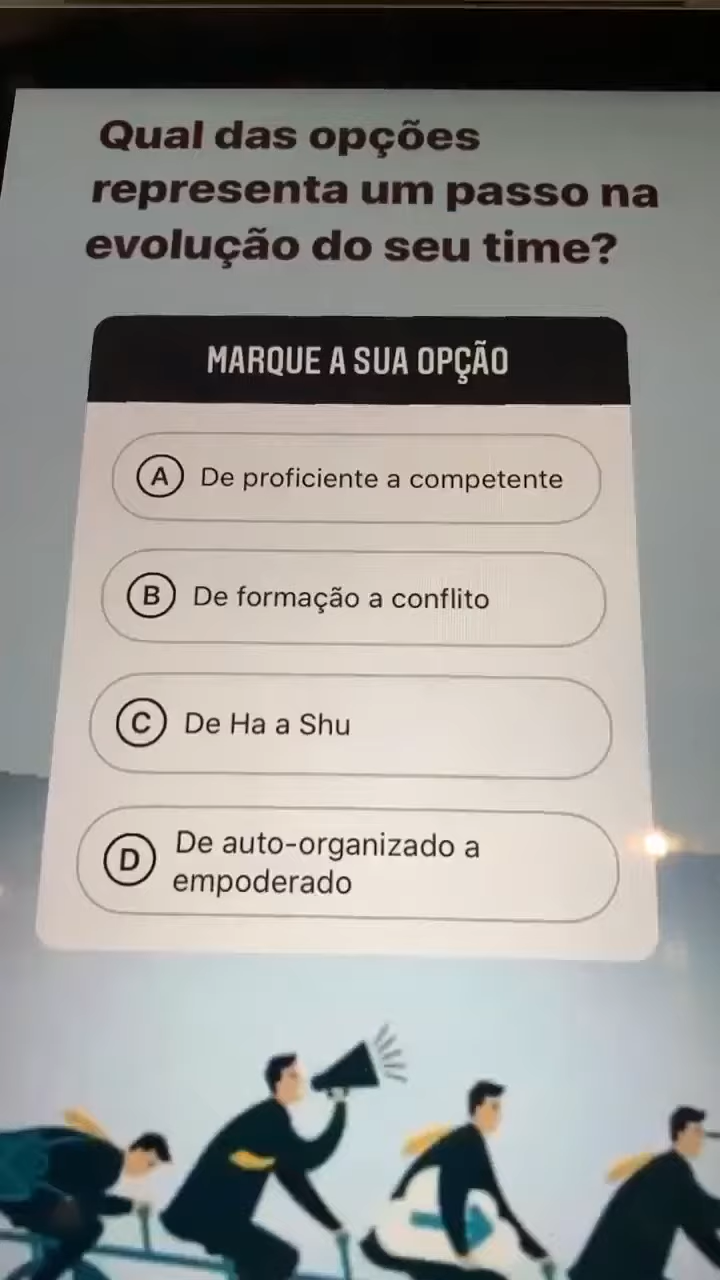 Qual das opções
representa um passo na
evolução do seu time?
MARQUE A SUA OPÇÃO
A De proficiente a competente
B De formação a conflito
C De Ha a Shu
D De auto-organizado a
empoderado